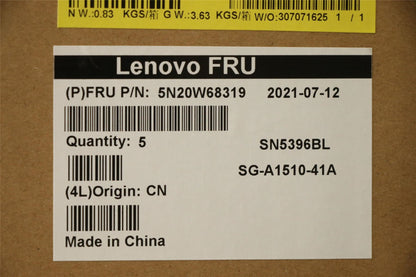 N W.:0.83 KGS/箱 G W.:3.63 KGS/箱 W/O:307071625 1 / 1
Lenovo FRU
(P)FRU P/N: 5N20W68319 2021-07-12
Quantity: 5 SN5396BL
SG-A1510-41A
(4L)Origin: CN
Made in China